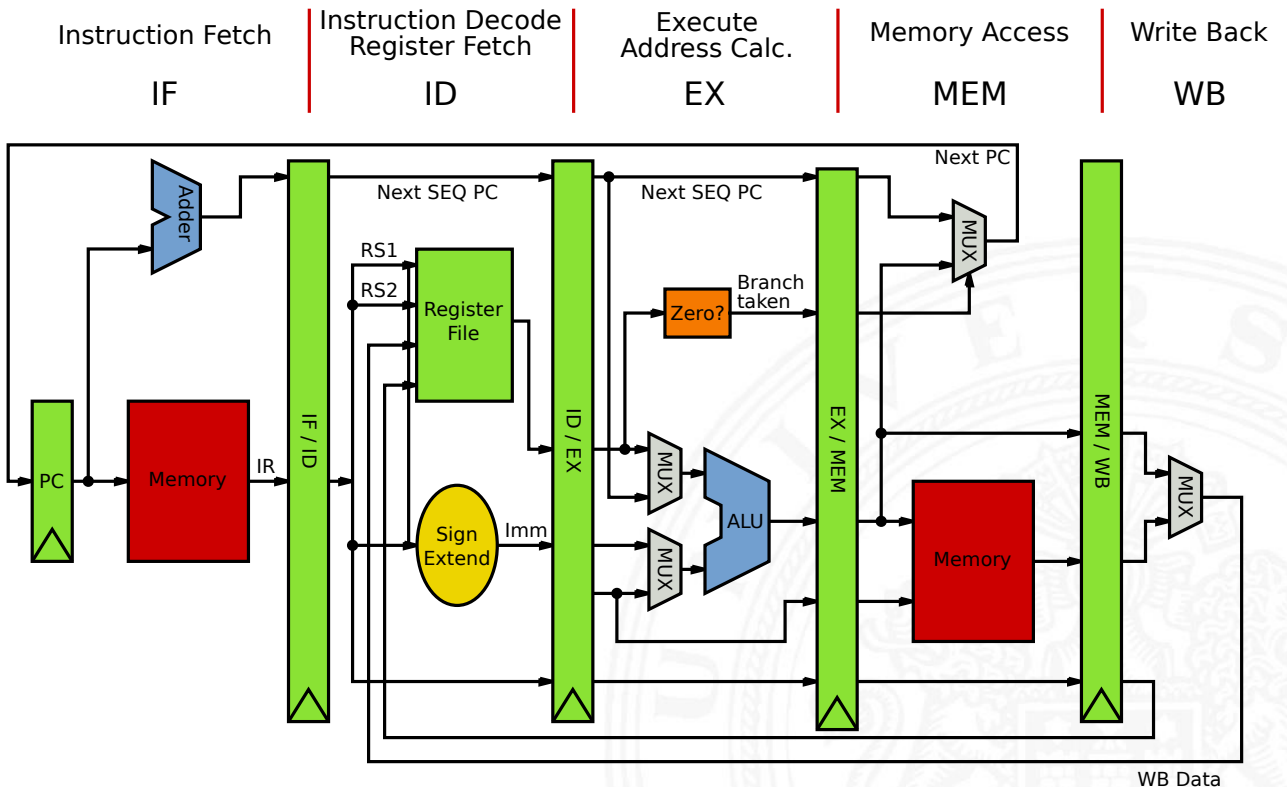 Instruction Fetch
IF
Instruction Decode
Register Fetch
ID
Execute
Address Calc.
EX
Memory Access
MEM
Write Back
WB
Next PC
Adder
Next SEQ PC
Next SEQ PC
MUX
RS1
RS2
Register
File
Branch
taken
Zero?
IF / ID
ID / EX
EX / MEM
MEM / WB
PC
Memory
IR
MUX
ALU
MUX
Sign
Extend
Imm
MUX
Memory
WB Data
UNIVERS